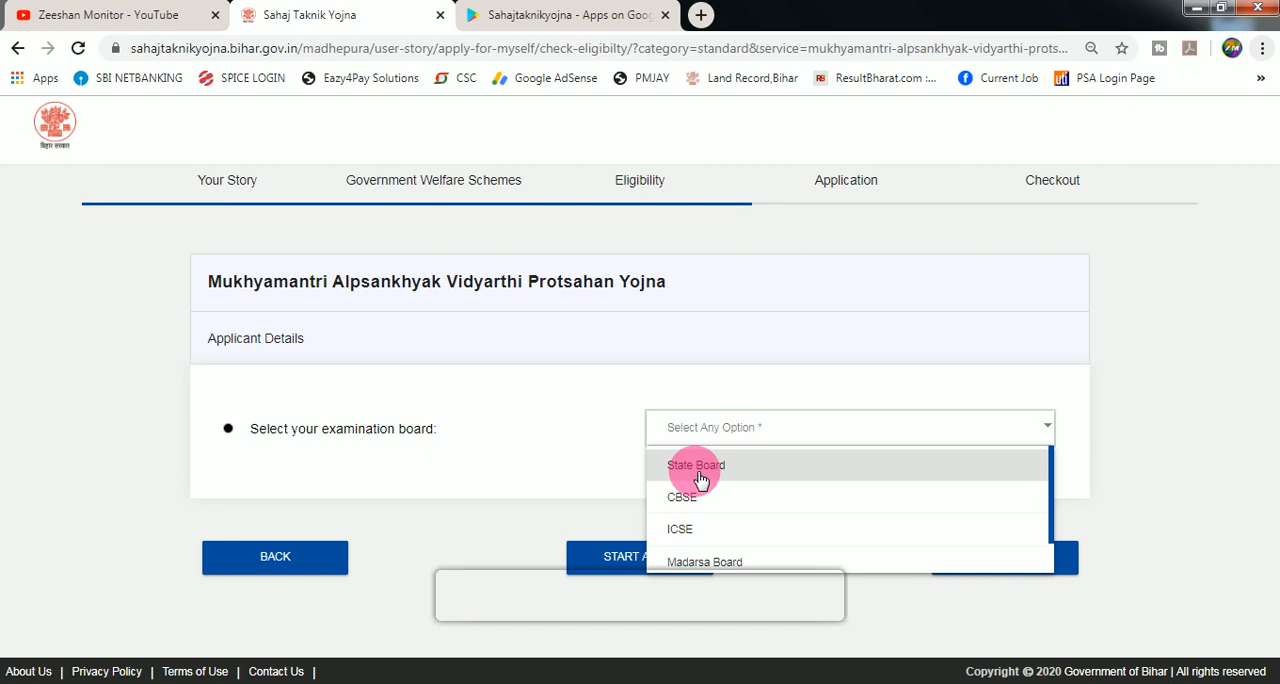 Zeeshan Monitor - YouTube
Sahaj Taknik Yojna
Sahajtaknikyojna - Apps on Goo
sahajtaknikyojna.bihar.gov.in/madhepura/user-story/apply-for-myself/check-eligibilty/?category=standard&service=mukhyamantri-alpsankhyak-vidyarthi-prots...
Apps SBI NETBANKING SPICE LOGIN Eazy4Pay Solutions CSC Google AdSense PMJAY Land Record,Bihar ResultBharat.com :... Current Job PSA Login Page »
बिहार सरकार
Your Story Government Welfare Schemes Eligibility Application Checkout
Mukhyamantri Alpsankhyak Vidyarthi Protsahan Yojna
Applicant Details
Select your examination board:
Select Any Option *
State Board
CBSE
ICSE
Madarsa Board
BACK
START
About Us | Privacy Policy | Terms of Use | Contact Us |
Copyright © 2020 Government of Bihar | All rights reserved